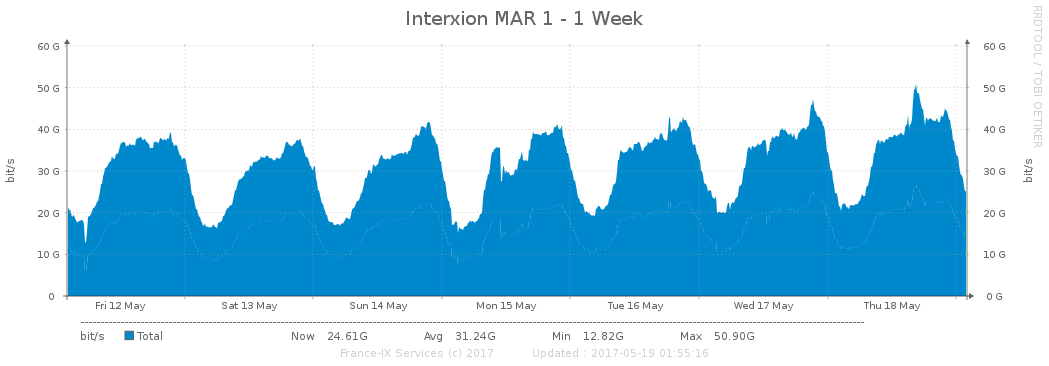 Interxion MAR 1 - 1 Week
RRDTOOL / TOBI OETIKER
bit/s
60 G
50 G
40 G
30 G
20 G
10 G
0
60 G
50 G
40 G
30 G
20 G
10 G
0 G
bit/s
Fri 12 May Sat 13 May Sun 14 May Mon 15 May Tue 16 May Wed 17 May Thu 18 May
bit/s Total Now 24.61G Avg 31.24G Min 12.82G Max 50.90G
France-IX Services (c) 2017 Updated : 2017-05-19 01:55:16